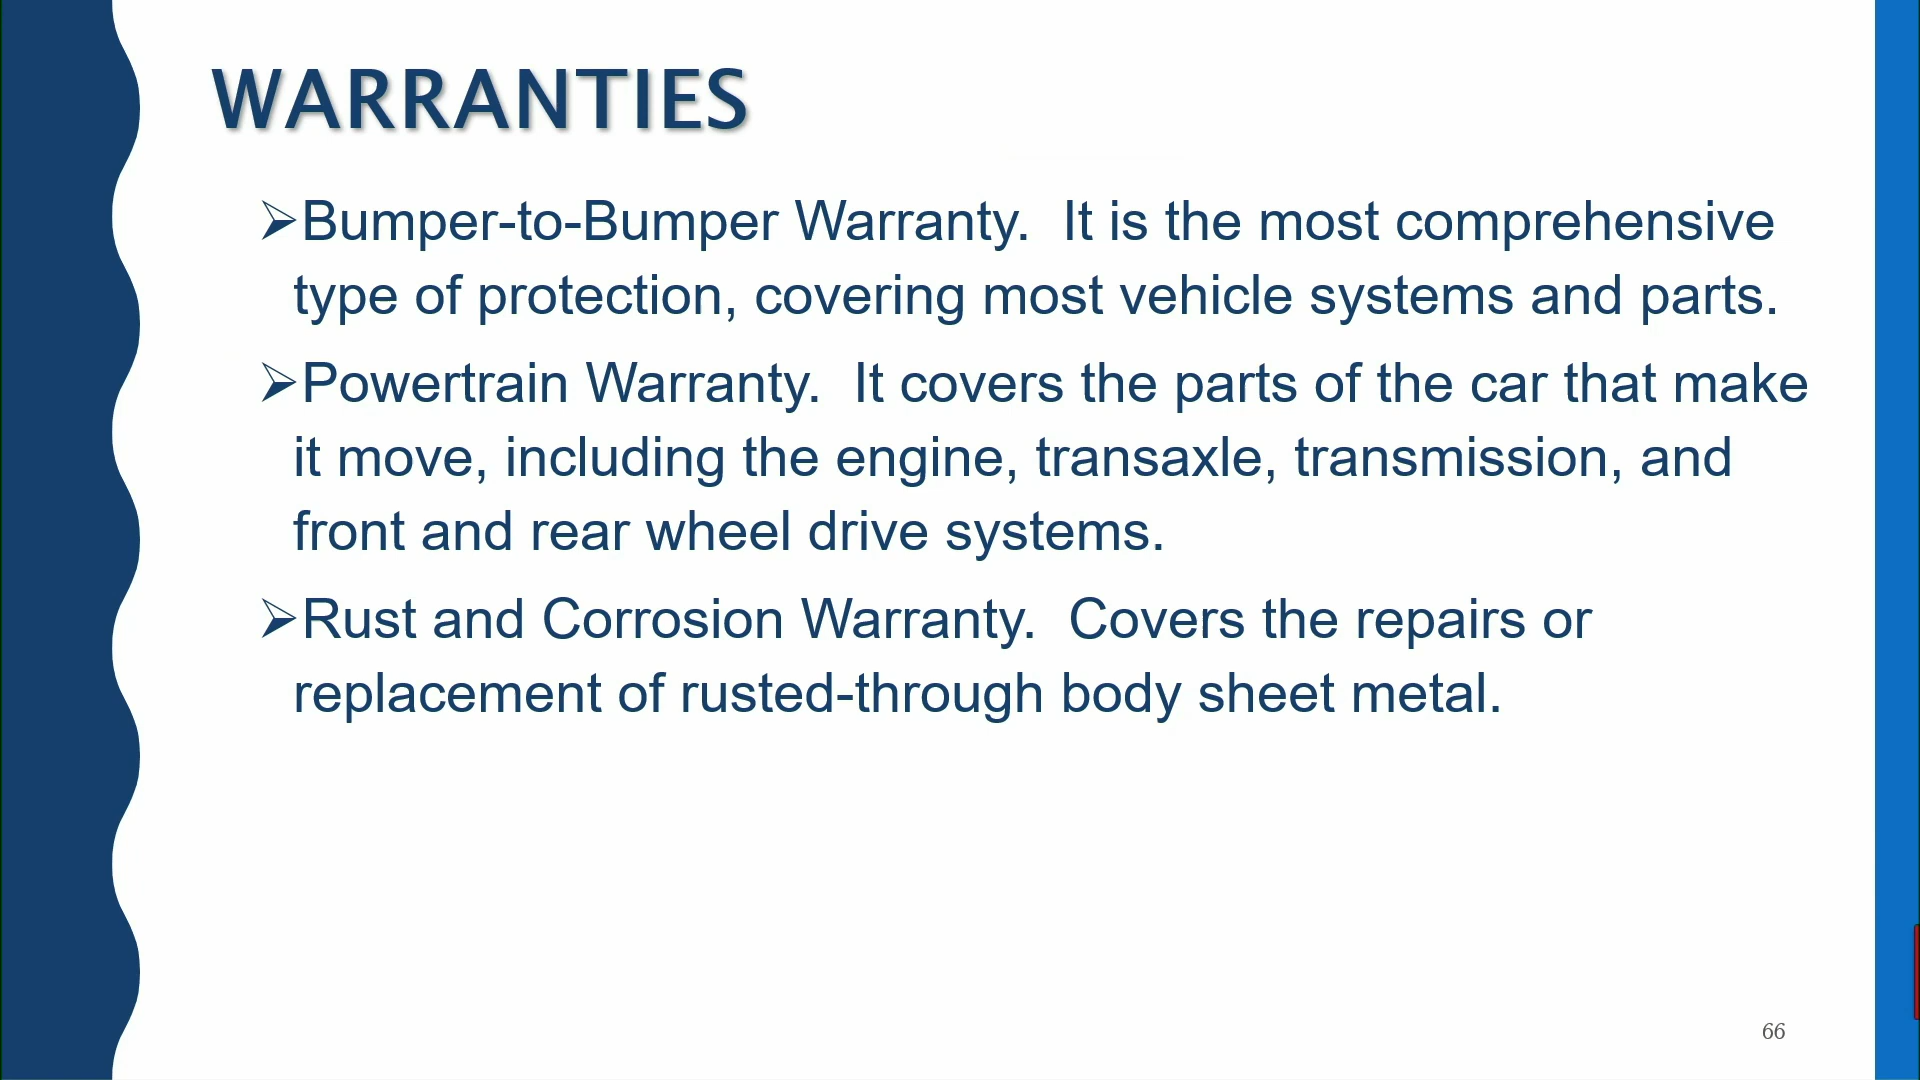 WARRANTIES
➢Bumper-to-Bumper Warranty.  It is the most comprehensive
type of protection, covering most vehicle systems and parts.
➢Powertrain Warranty.  It covers the parts of the car that make
it move, including the engine, transaxle, transmission, and
front and rear wheel drive systems.
➢Rust and Corrosion Warranty.  Covers the repairs or
replacement of rusted-through body sheet metal.
66